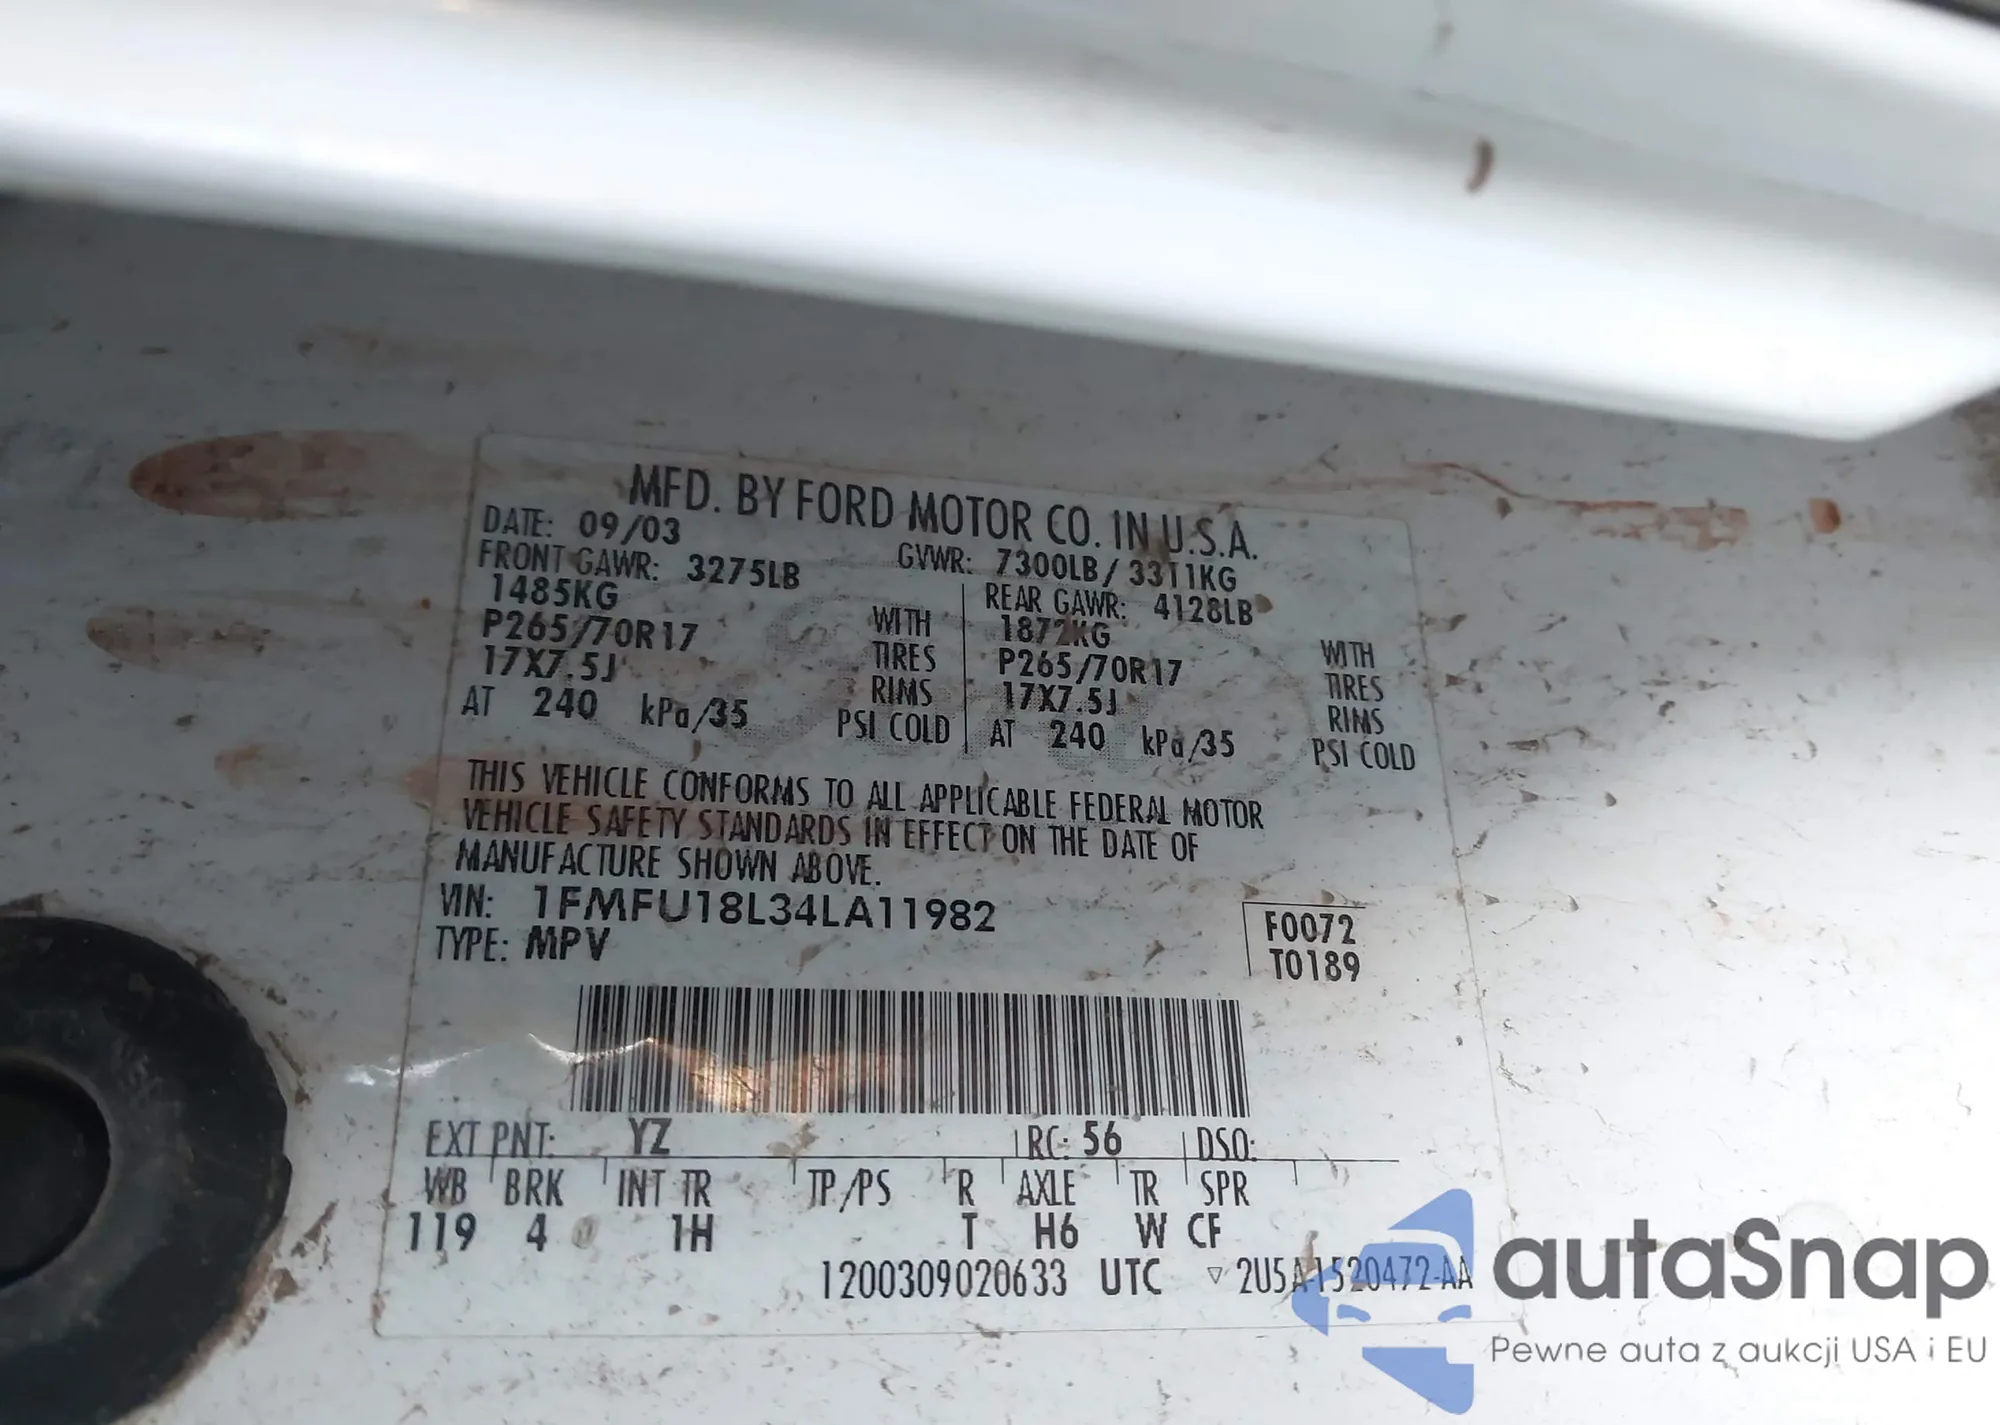 MFD. BY FORD MOTOR CO. IN U.S.A.
DATE: 09/03 GVWR: 7300LB / 3311KG
FRONT GAWR: 3275LB REAR GAWR: 4128LB
1485KG WITH 1872KG WITH
P265/70R17 TIRES P265/70R17 TIRES
17X7.5J RIMS 17X7.5J RIMS
AT 240 kPa/35 PSI COLD AT 240 kPa/35 PSI COLD
THIS VEHICLE CONFORMS TO ALL APPLICABLE FEDERAL MOTOR
VEHICLE SAFETY STANDARDS IN EFFECT ON THE DATE OF
MANUFACTURE SHOWN ABOVE.
VIN: 1FMFU18L34LA11982
TYPE: MPV
F0072
T0189
EXT PNT: YZ RC: 56 DSO:
WB BRK INT TR TP/PS R AXLE TR SPR
119 4 1H T H6 W CF
1200309020633 UTC ▽ 2U5A-1520472-AA
autaSnap
Pewne auta z aukcji USA i EU